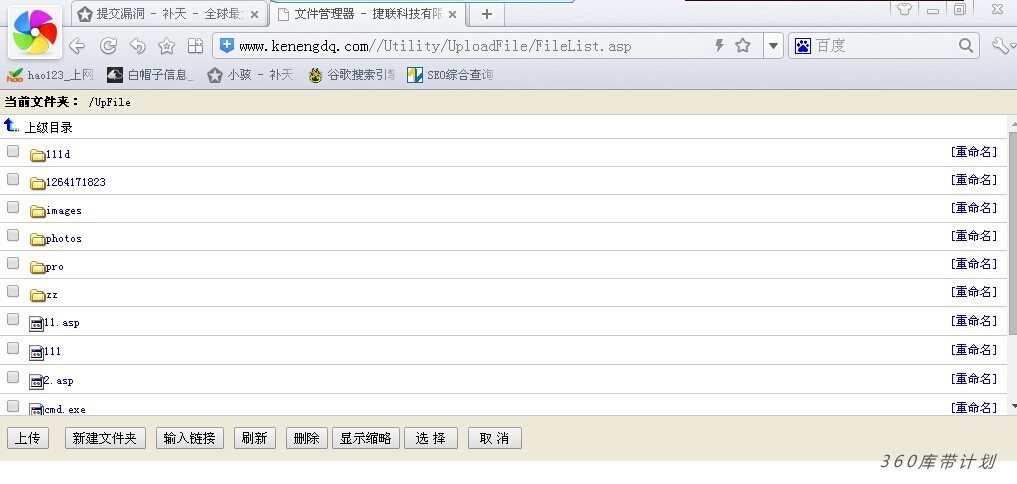 提交漏洞 - 补天 - 全球最
文件管理器 - 捷联科技有限
www.kenengdq.com//Utility/UploadFile/FileList.asp
百度
hao123_上网
白帽子信息_
小孩 - 补天
谷歌搜索引擎
SEO综合查询
当前文件夹： /UpFile
上级目录
111d [重命名]
1264171823 [重命名]
images [重命名]
photos [重命名]
pro [重命名]
zz [重命名]
11.asp [重命名]
111 [重命名]
2.asp [重命名]
cmd.exe [重命名]
上传 新建文件夹 输入链接 刷新 删除 显示缩略 选 择 取 消
360库带计划